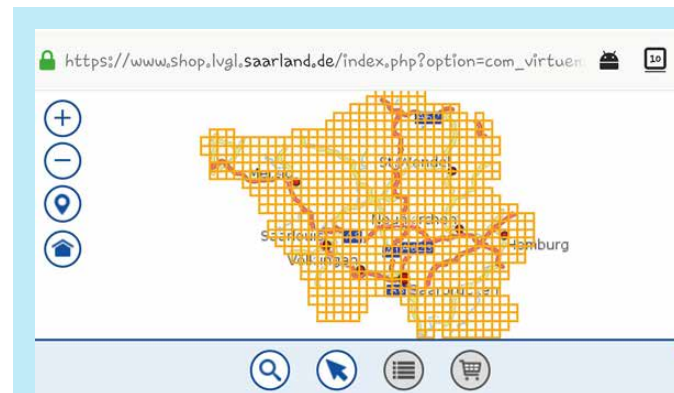 https://www.shop.lvgl.saarland.de/index.php?option=com_virtuem
10
St.Wendel
Merzig
Neunkirchen
Saarlouis
Homburg
Völklingen
Saarbrücken